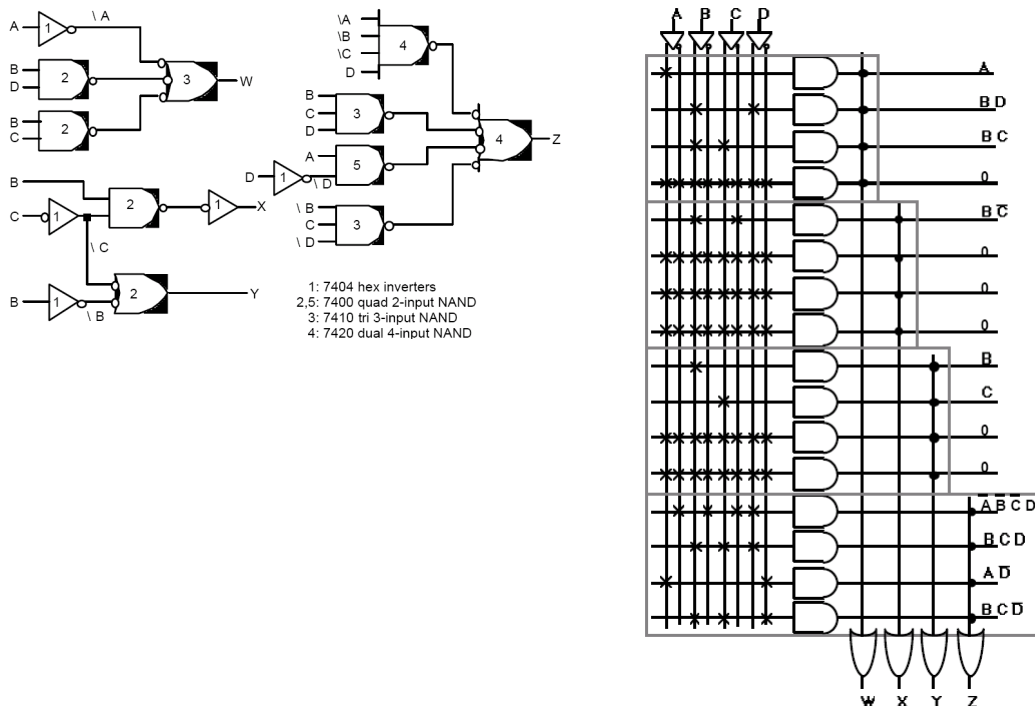 A 1 \ A
B
D 2
B
C 2
3 W
\A
\B
\C
D 4
B
C
D 3
A 5
D 1 \ D
\ B
C
\ D 3
4 Z
B 2 1 X
C 1
\ C
2 Y
B 1 \ B
1: 7404 hex inverters
2,5: 7400 quad 2-input NAND
3: 7410 tri 3-input NAND
4: 7420 dual 4-input NAND
A B C D
A
B D
B C
0
B C̅
0
0
0
B
C
0
0
A̅ B̅ C̅ D
B C D
A D̅
B C D̅
W X Y Z